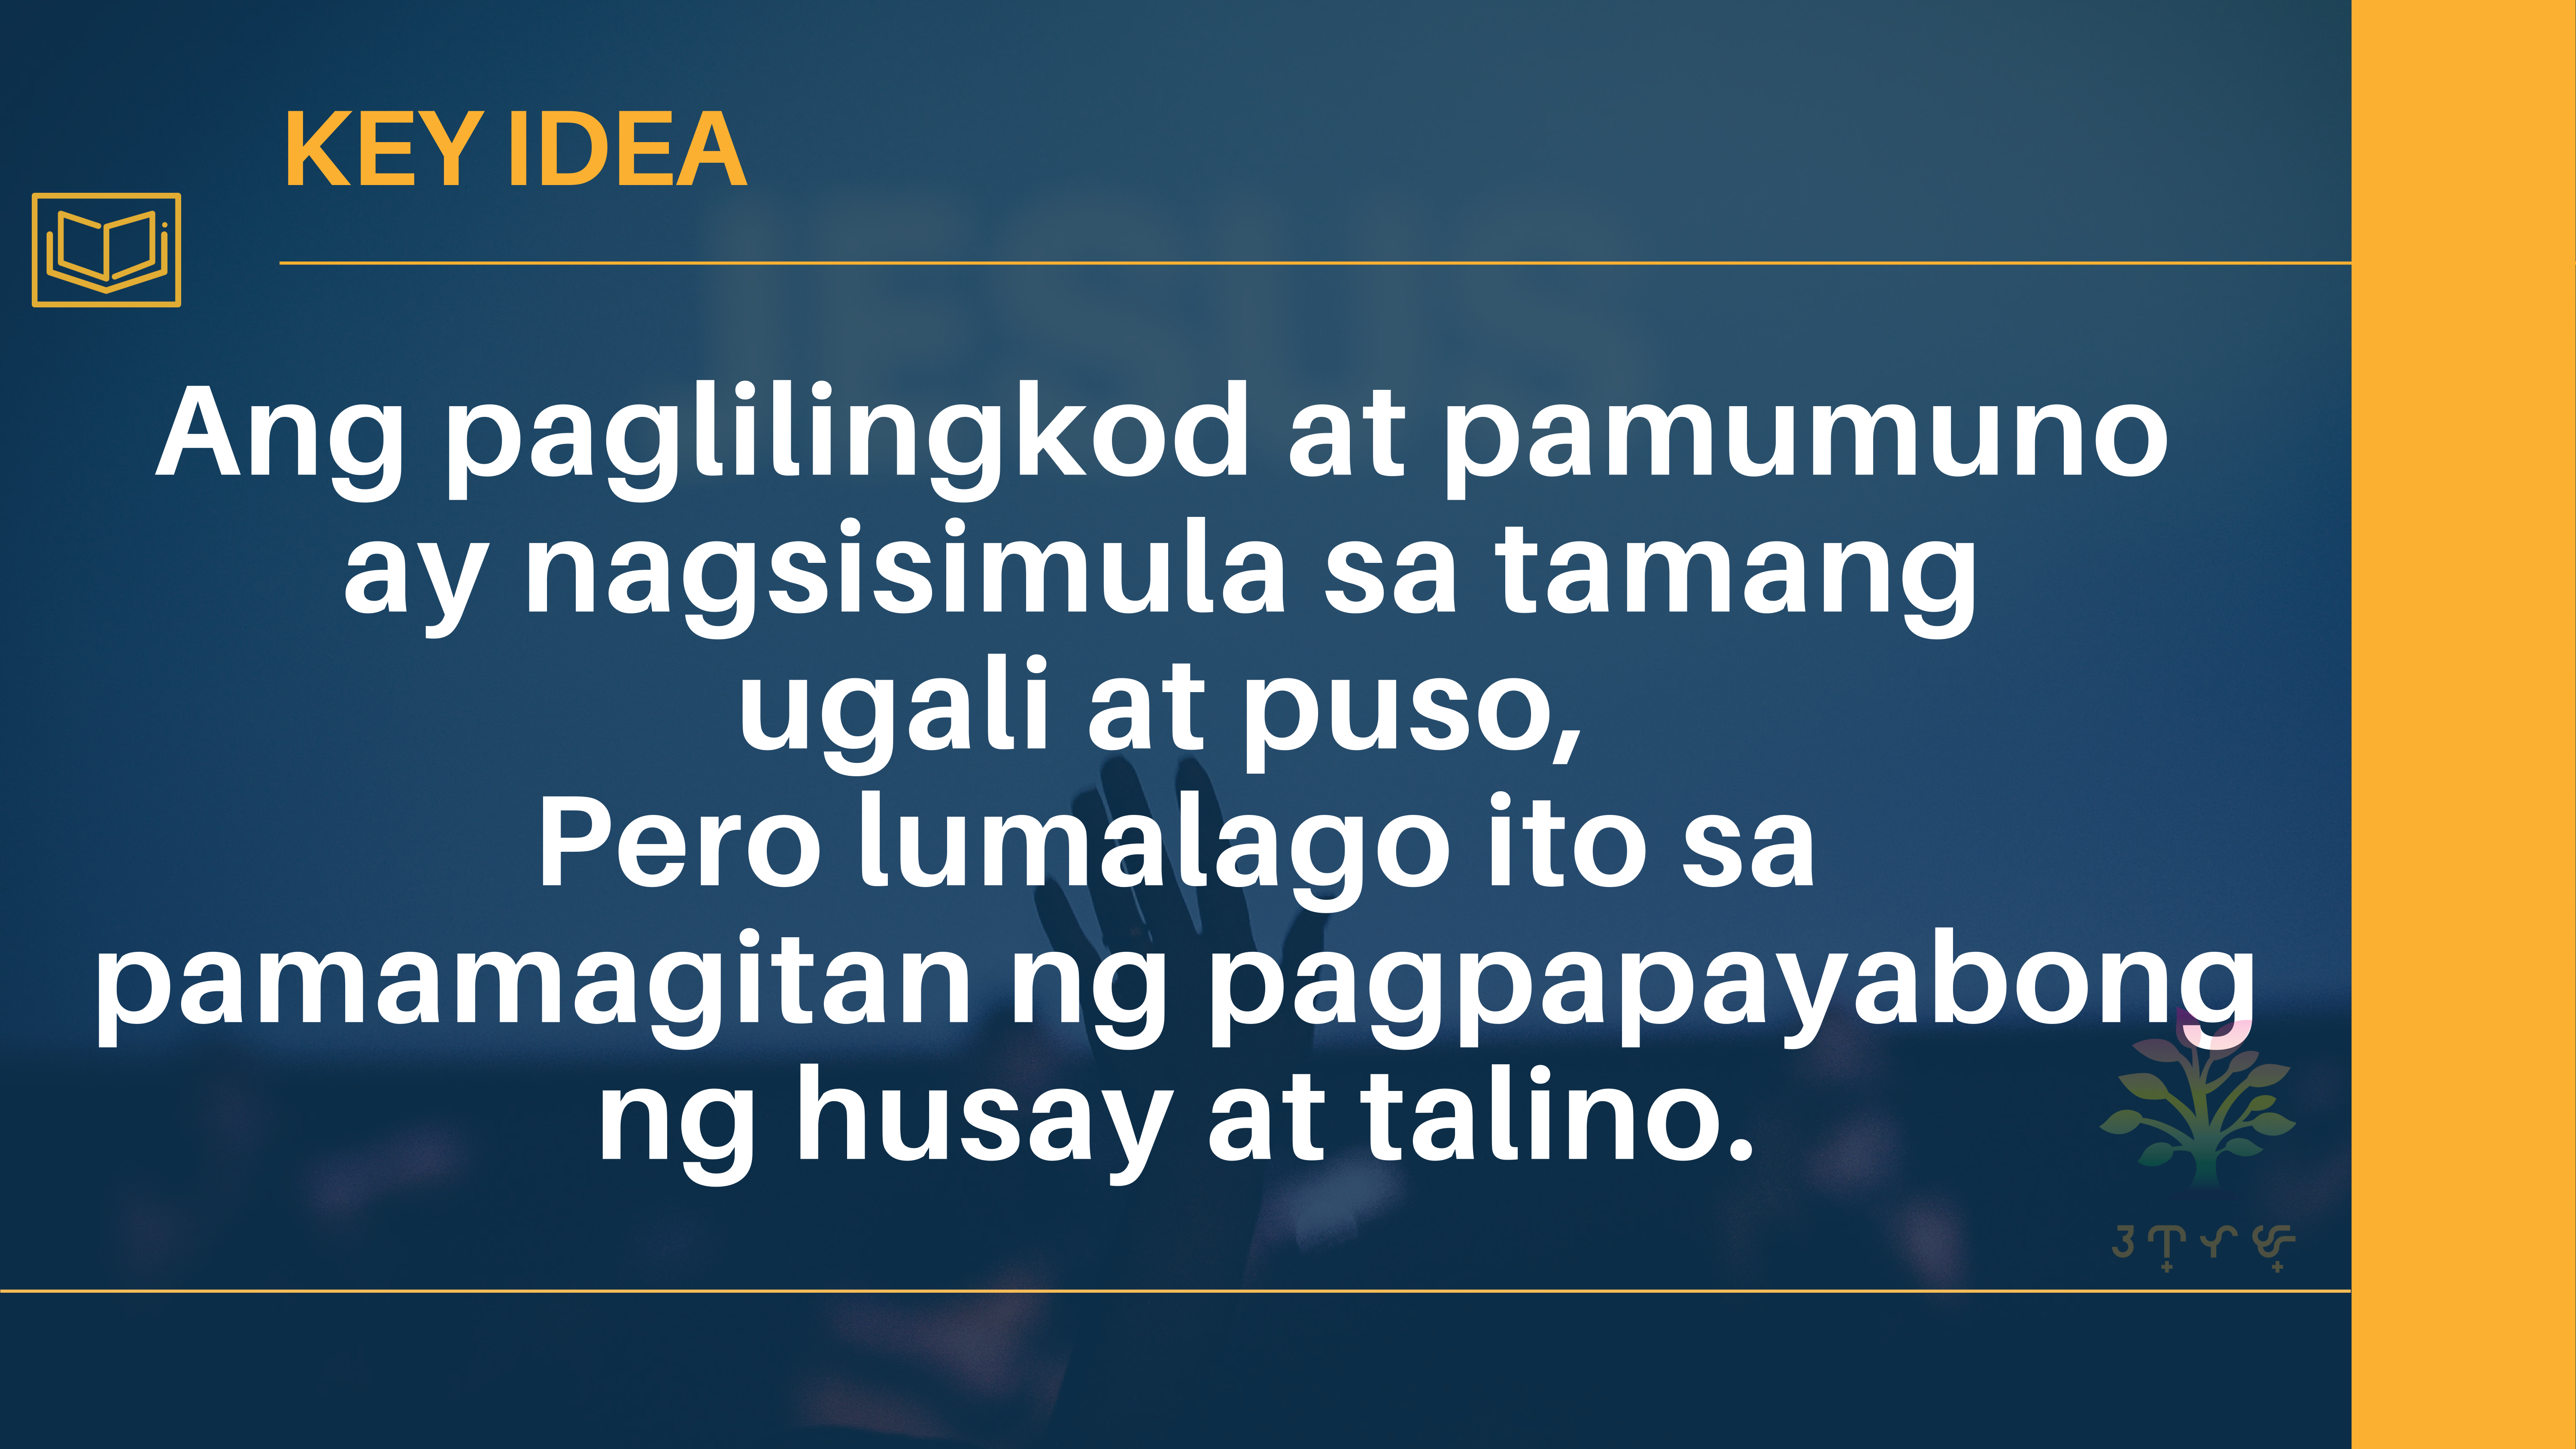 KEY IDEA
JESUS
Ang paglilingkod at pamumuno
ay nagsisimula sa tamang
ugali at puso,
Pero lumalago ito sa
pamamagitan ng pagpapayabong
ng husay at talino.